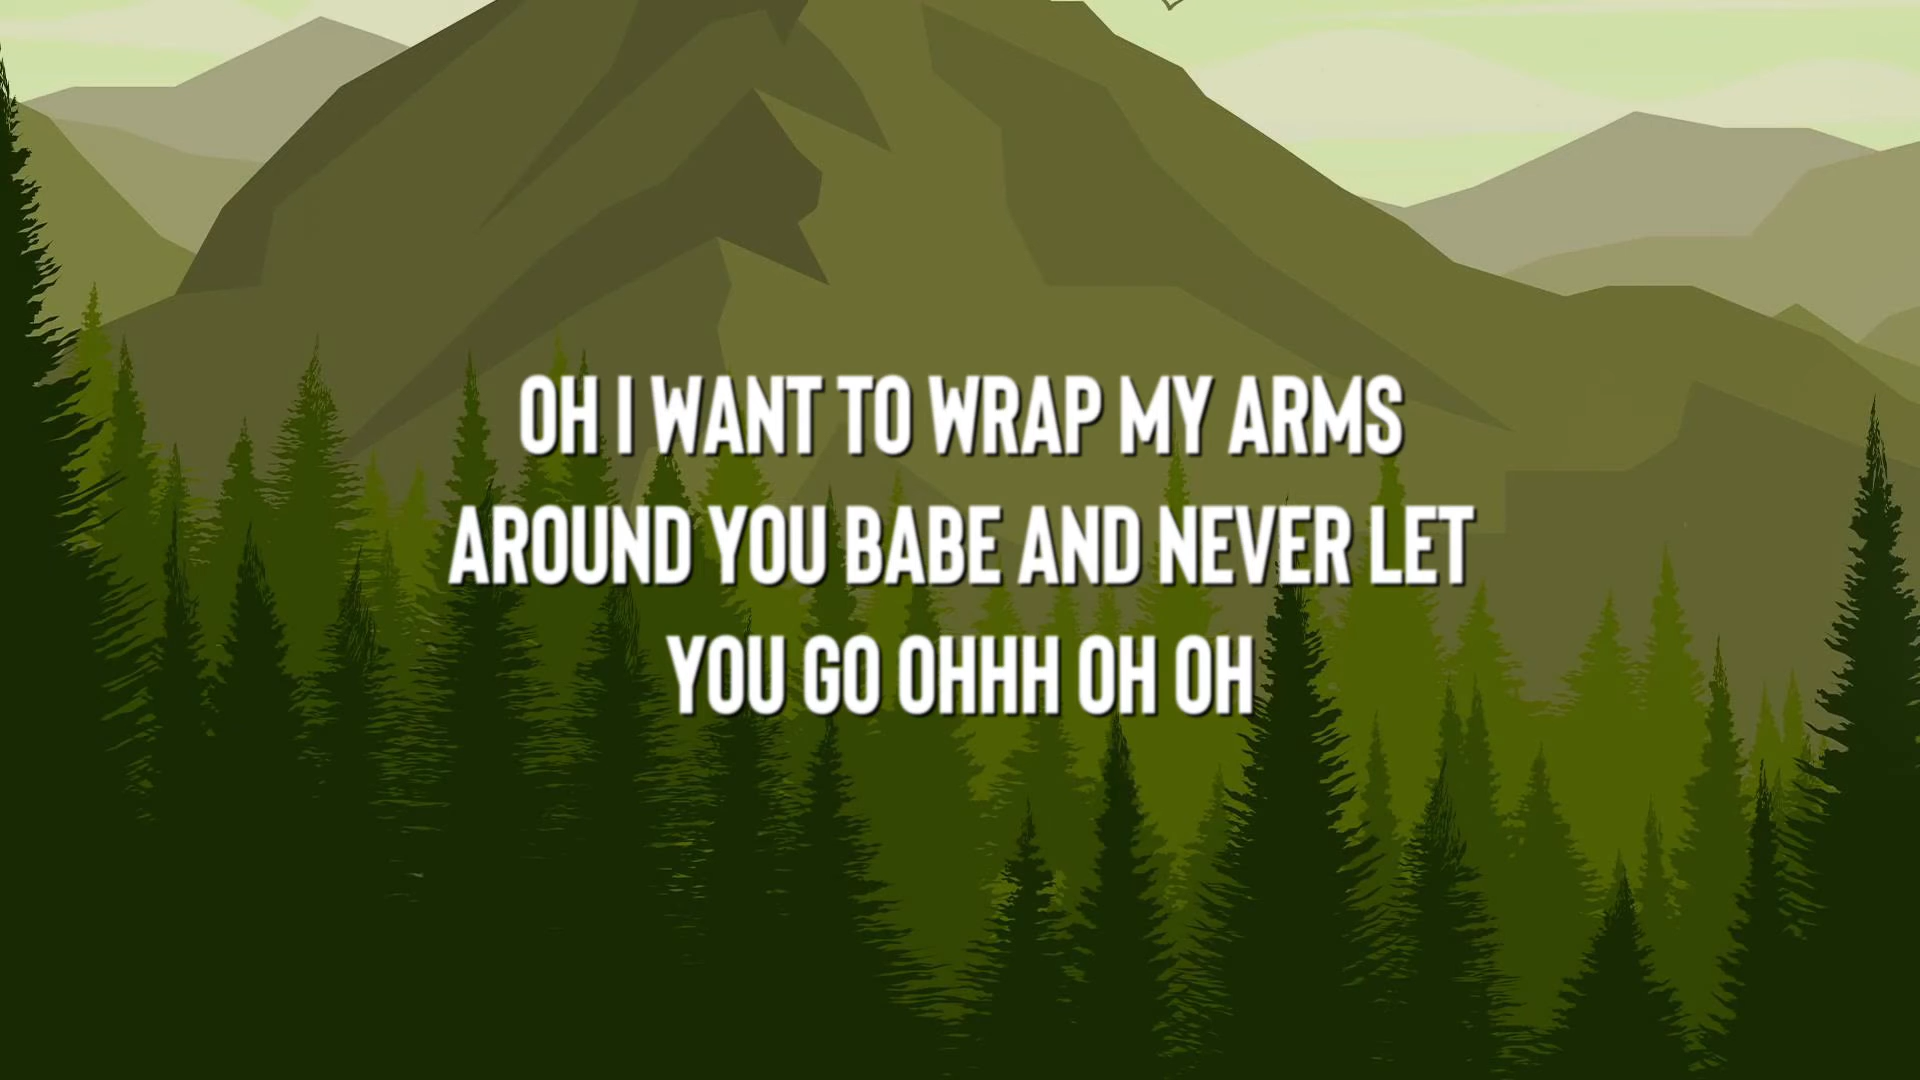 OH I WANT TO WRAP MY ARMS
AROUND YOU BABE AND NEVER LET
YOU GO OHHH OH OH